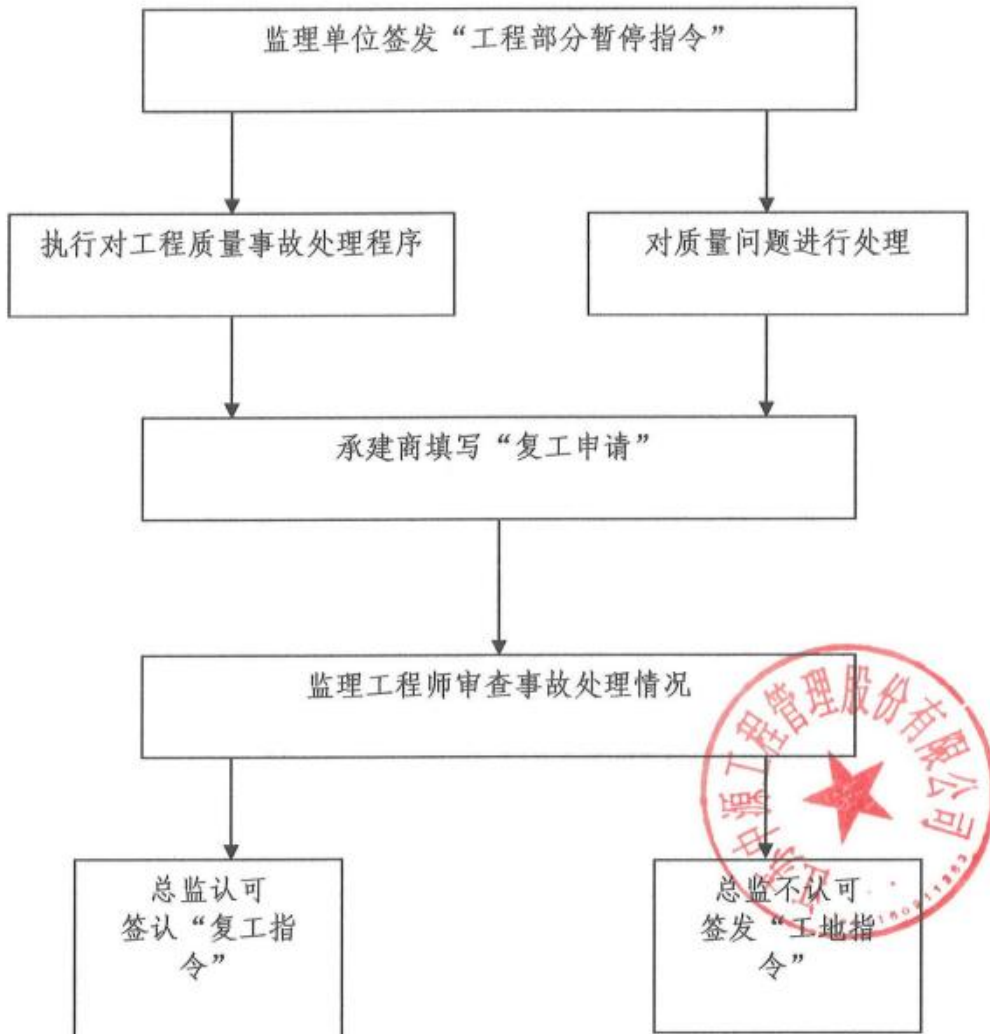 监理单位签发“工程部分暂停指令”
执行对工程质量事故处理程序
对质量问题进行处理
承建商填写“复工申请”
监理工程师审查事故处理情况
总监认可
签认“复工指
令”
总监不认可
签发“工地指
令”
江苏中源工程管理股份有限公司